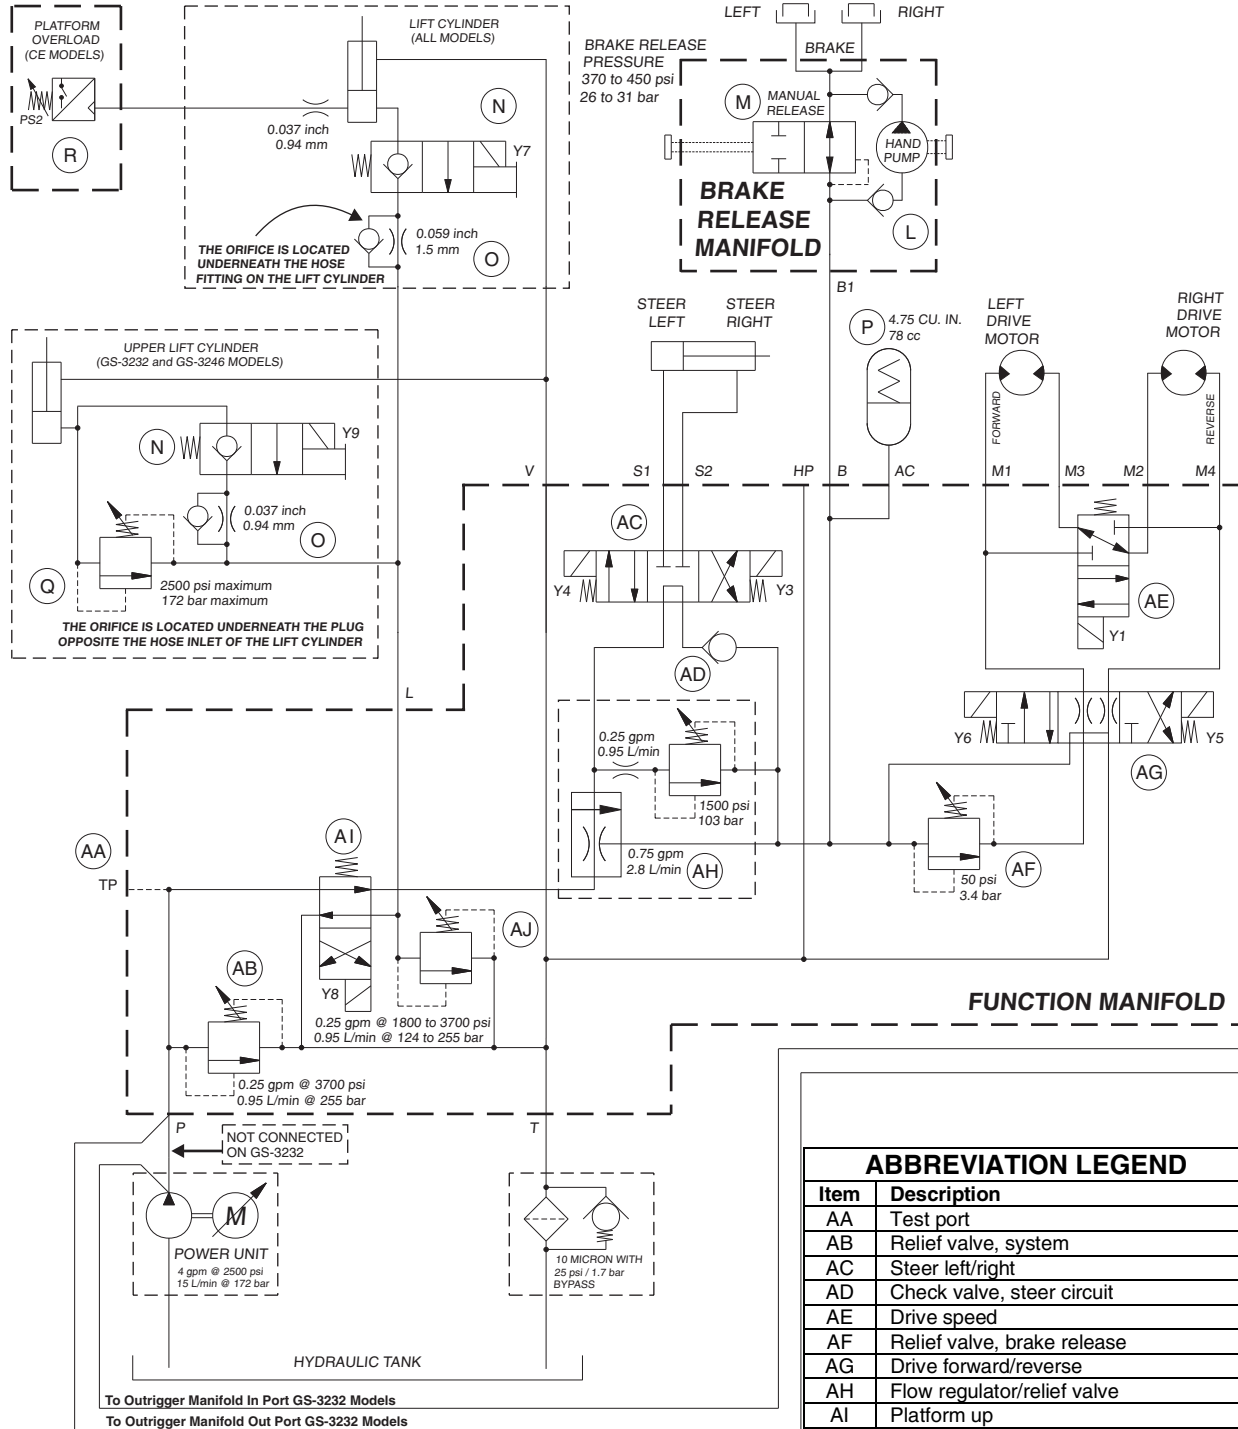 LEFT
RIGHT
PLATFORM
OVERLOAD
(CE MODELS)
PS2
R
LIFT CYLINDER
(ALL MODELS)
0.037 inch
0.94 mm
N
Y7
THE ORIFICE IS LOCATED
UNDERNEATH THE HOSE
FITTING ON THE LIFT CYLINDER
0.059 inch
1.5 mm
O
BRAKE RELEASE
PRESSURE
370 to 450 psi
26 to 31 bar
BRAKE
M
MANUAL
RELEASE
HAND
PUMP
BRAKE
RELEASE
MANIFOLD
L
B1
UPPER LIFT CYLINDER
(GS-3232 and GS-3246 MODELS)
N
Y9
0.037 inch
0.94 mm
O
Q
2500 psi maximum
172 bar maximum
THE ORIFICE IS LOCATED UNDERNEATH THE PLUG
OPPOSITE THE HOSE INLET OF THE LIFT CYLINDER
STEER
LEFT
STEER
RIGHT
P
4.75 CU. IN.
78 cc
LEFT
DRIVE
MOTOR
RIGHT
DRIVE
MOTOR
FORWARD
REVERSE
V
S1
S2
HP
B
AC
M1
M3
M2
M4
AC
Y4
Y3
AE
Y1
AD
L
0.25 gpm
0.95 L/min
1500 psi
103 bar
0.75 gpm
2.8 L/min
AH
Y6
Y5
AG
AF
50 psi
3.4 bar
AA
TP
AI
AJ
AB
Y8
0.25 gpm @ 1800 to 3700 psi
0.95 L/min @ 124 to 255 bar
0.25 gpm @ 3700 psi
0.95 L/min @ 255 bar
FUNCTION MANIFOLD
P
T
NOT CONNECTED
ON GS-3232
M
POWER UNIT
4 gpm @ 2500 psi
15 L/min @ 172 bar
10 MICRON WITH
25 psi / 1.7 bar
BYPASS
HYDRAULIC TANK
To Outrigger Manifold In Port GS-3232 Models
To Outrigger Manifold Out Port GS-3232 Models
ABBREVIATION LEGEND
Item Description
AA Test port
AB Relief valve, system
AC Steer left/right
AD Check valve, steer circuit
AE Drive speed
AF Relief valve, brake release
AG Drive forward/reverse
AH Flow regulator/relief valve
AI Platform up